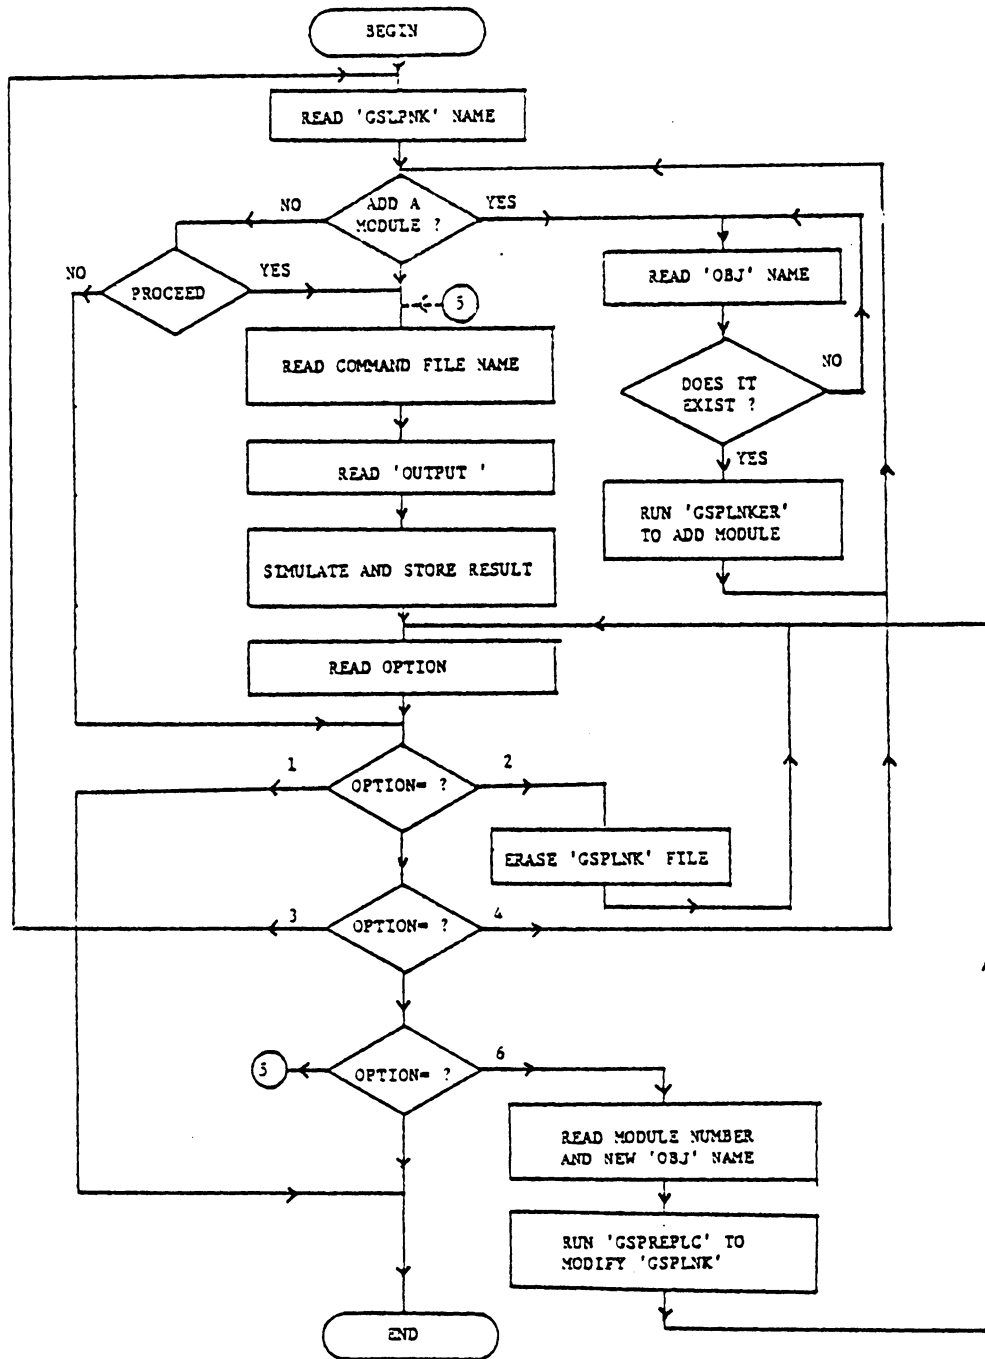 BEGIN
READ 'GSLPNK' NAME
ADD A
MODULE ?
NO
YES
NO
PROCEED
YES
5
READ 'OBJ' NAME
DOES IT
EXIST ?
NO
YES
READ COMMAND FILE NAME
READ 'OUTPUT '
RUN 'GSPLNKER'
TO ADD MODULE
SIMULATE AND STORE RESULT
READ OPTION
1
OPTION= ?
2
ERASE 'GSPLNK' FILE
3
OPTION= ?
4
5
OPTION= ?
6
READ MODULE NUMBER
AND NEW 'OBJ' NAME
RUN 'GSPREPLC' TO
MODIFY 'GSPLNK'
END